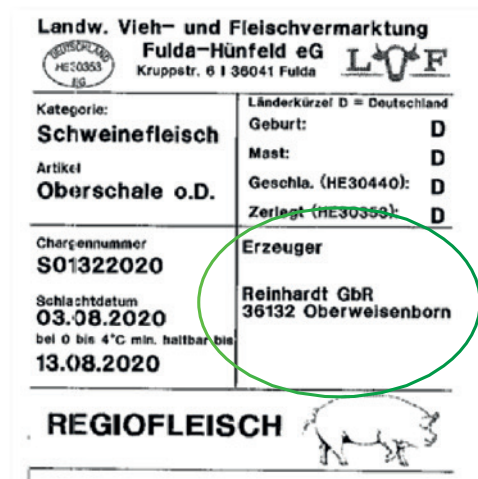 Landw. Vieh- und Fleischvermarktung
Fulda-Hünfeld eG
Kruppstr. 6 I 36041 Fulda
DEUTSCHLAND
HE30353
EG
L F
Kategorie:
Schweinefleisch
Artikel
Oberschale o.D.
Länderkürzel D = Deutschland
Geburt: D
Mast: D
Geschla. (HE30440): D
Zerlegt (HE30353): D
Chargennummer
S01322020
Schlachtdatum
03.08.2020
bei 0 bis 4°C min. haltbar bis
13.08.2020
Erzeuger
Reinhardt GbR
36132 Oberweisenborn
REGIOFLEISCH